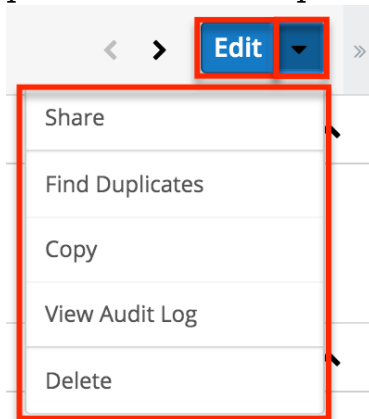 Edit
Share
Find Duplicates
Copy
View Audit Log
Delete